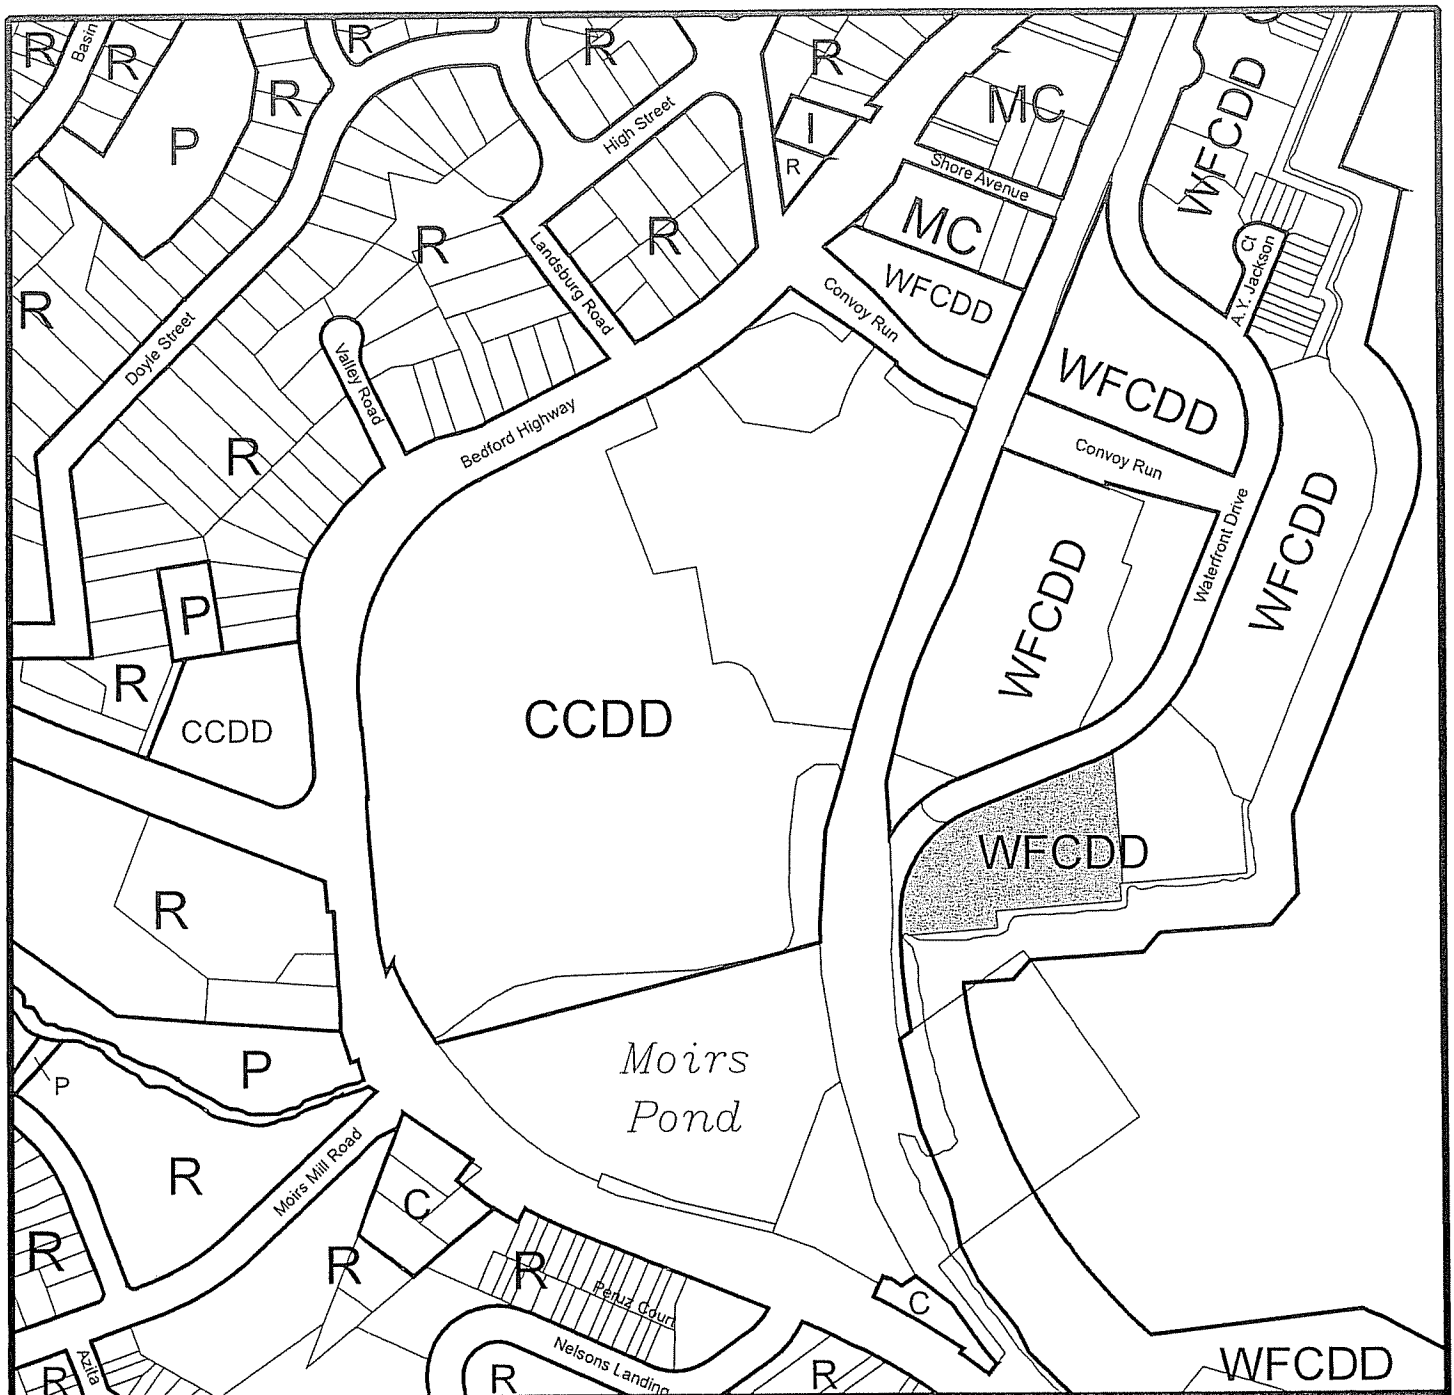 R
Basin
R
P
R
R
R
High Street
R
I
R
MC
Shore Avenue
MC
WFCDD
WFCDD
A.Y. Jackson Ct
R
Landsburg Road
R
R
Doyle Street
Valley Road
R
Bedford Highway
Convoy Run
WFCDD
Convoy Run
Waterfront Drive
WFCDD
WFCDD
P
R
CCDD
CCDD
WFCDD
R
P
P
Moirs
Pond
R
Moirs Mill Road
C
R
R
R
Peruz Court
C
Nelsons Landing
R
R
R
Azita
WFCDD